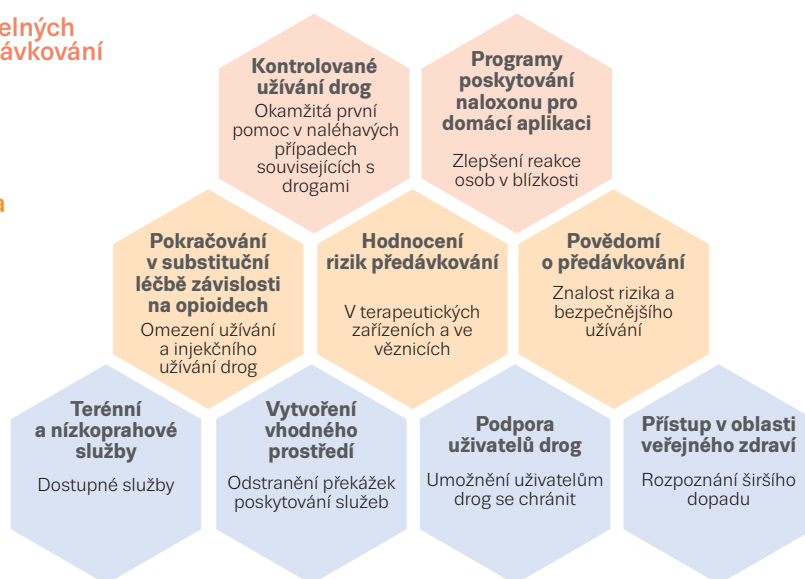 elných
ávkování
Kontrolované
užívání drog
Okamžitá první
pomoc v naléhavých
případech
souvisejících s
drogami
Programy
poskytování
naloxonu pro
domácí aplikaci
Zlepšení reakce
osob v blízkosti
a
Pokračování
v substituční
léčbě závislosti
na opioidech
Omezení užívání
a injekčního
užívání drog
Hodnocení
rizik předávkování
V terapeutických
zařízeních a ve
věznicích
Povědomí
o předávkování
Znalost rizika a
bezpečnějšího
užívání
Terénní
a nízkoprahové
služby
Dostupné služby
Vytvoření
vhodného
prostředí
Odstranění překážek
poskytování služeb
Podpora
uživatelů drog
Umožnění uživatelům
drog se chránit
Přístup v oblasti
veřejného zdraví
Rozpoznání širšího
dopadu